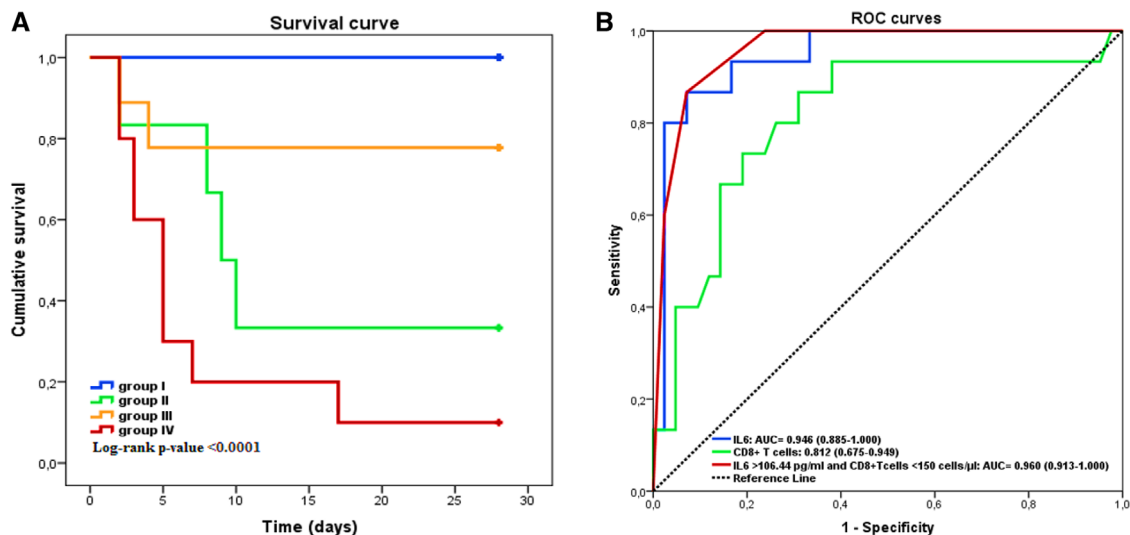 A
Survival curve
Cumulative survival
1,0
0,8
0,6
0,4
0,2
0,0
group I
group II
group III
group IV
Log-rank p-value <0.0001
0 5 10 15 20 25 30
Time (days)
B
ROC curves
Sensitivity
1,0
0,8
0,6
0,4
0,2
0,0
IL6: AUC= 0.946 (0.885-1.000)
CD8+ T cells: 0.812 (0.675-0.949)
IL6 >106.44 pg/ml and CD8+Tcells <150 cells/µl: AUC= 0.960 (0.913-1.000)
Reference Line
0,0 0,2 0,4 0,6 0,8 1,0
1 - Specificity